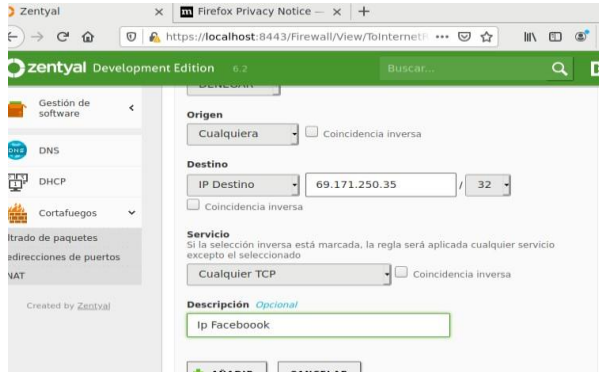 Zentyal
Firefox Privacy Notice —
https://localhost:8443/Firewall/View/ToInternetR
zentyal Development Edition 6.2
Buscar...
Gestión de
software
DNS
DHCP
Cortafuegos
ltrado de paquetes
edirecciones de puertos
NAT
Created by Zentyal
DENEGAR
Origen
Cualquiera
Coincidencia inversa
Destino
IP Destino
69.171.250.35
/
32
Coincidencia inversa
Servicio
Si la selección inversa está marcada, la regla será aplicada cualquier servicio
excepto el seleccionado
Cualquier TCP
Coincidencia inversa
Descripción Opcional
Ip Faceboook
AÑADIR
CANCELAR